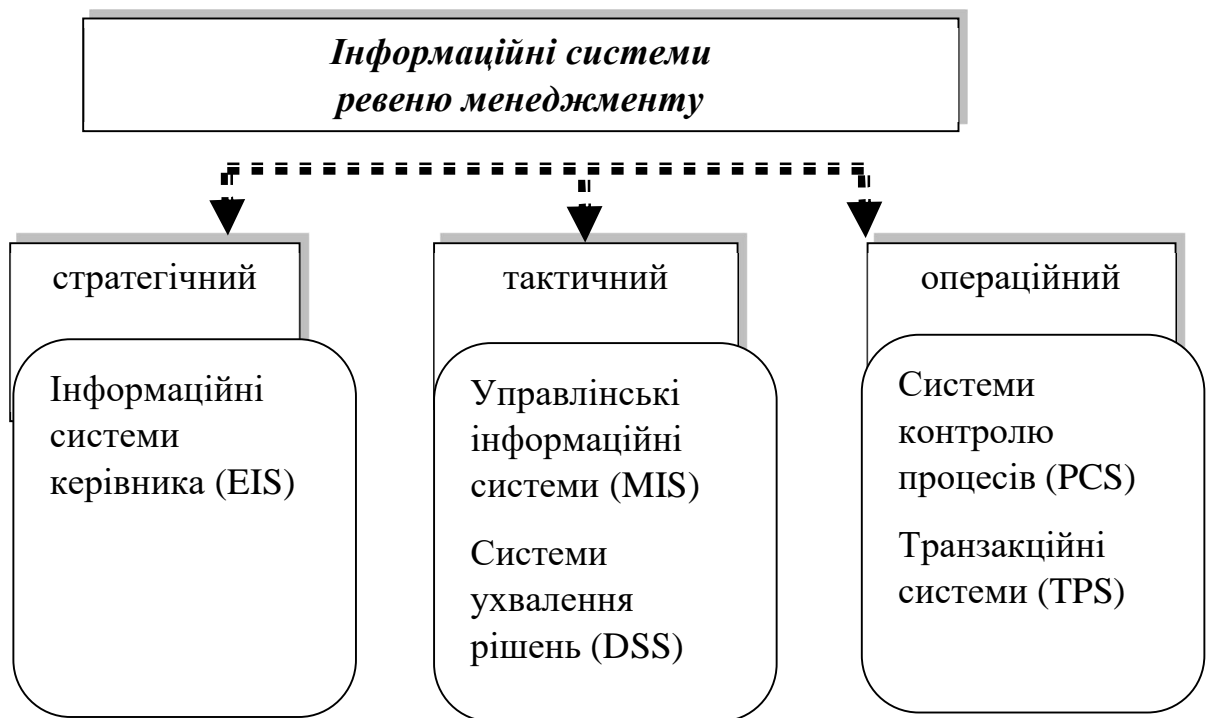 Інформаційні системи
ревеню менеджменту
стратегічний
Інформаційні
системи
керівника (EIS)
тактичний
Управлінські
інформаційні
системи (MIS)
Системи
ухвалення
рішень (DSS)
операційний
Системи
контролю
процесів (PCS)
Транзакційні
системи (TPS)